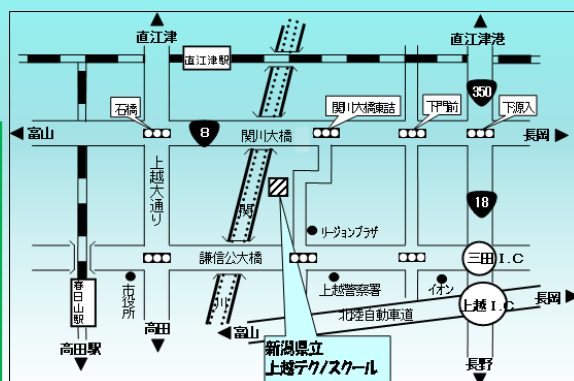 直江津
直江津港
直江津駅
350
石橋
関川大橋東詰
下門前
下源入
富山
8
関川大橋
長岡
上越大通り
関
18
リージョンプラザ
謙信公大橋
三田I.C
市役所
川
上越警察署
イオン
春日山駅
上越I.C
長岡
北陸自動車道
高田
富山
高田駅
新潟県立
上越テクノスクール
長野